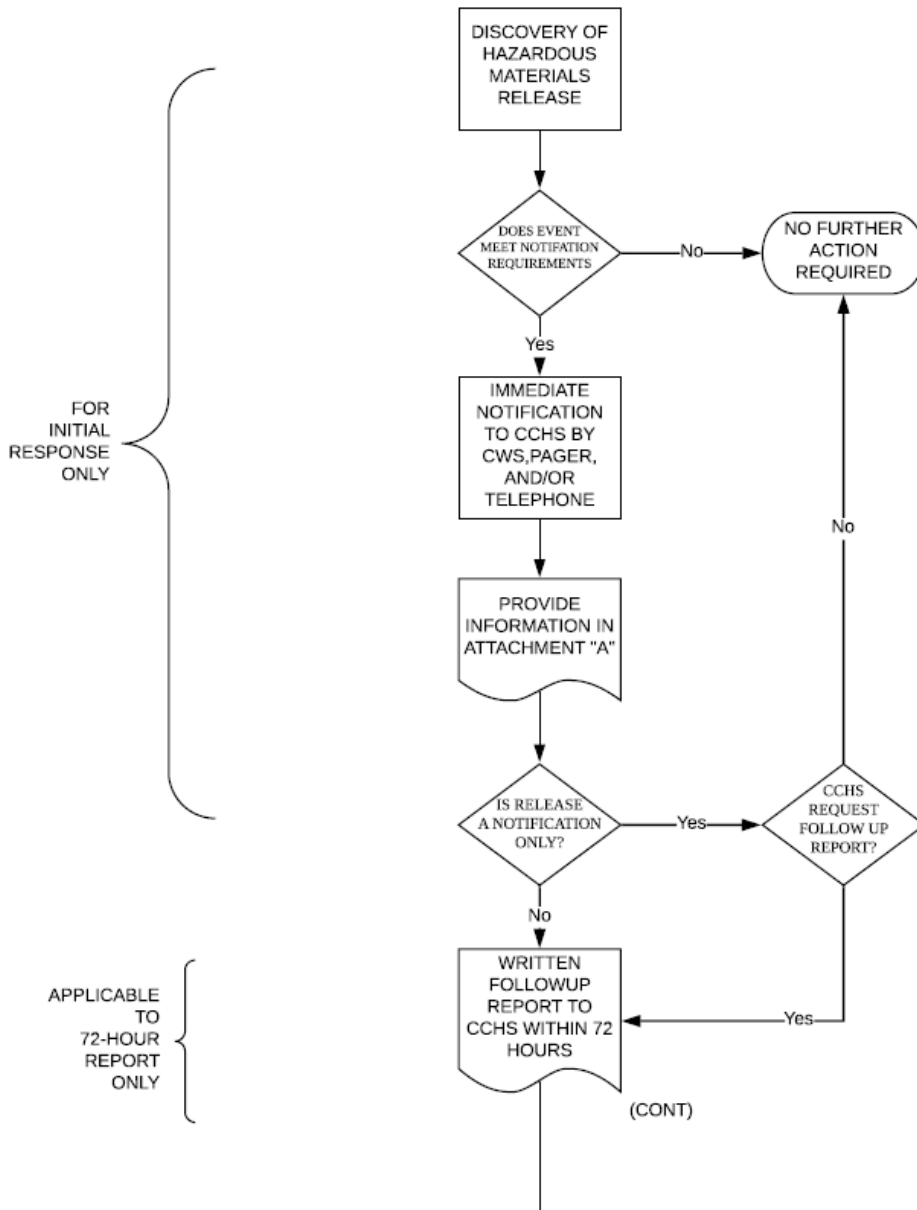 DISCOVERY OF
HAZARDOUS
MATERIALS
RELEASE
DOES EVENT
MEET NOTIFATION
REQUIREMENTS
No
NO FURTHER
ACTION
REQUIRED
Yes
IMMEDIATE
NOTIFICATION
TO CCHS BY
CWS,PAGER,
AND/OR
TELEPHONE
FOR
INITIAL
RESPONSE
ONLY
No
PROVIDE
INFORMATION IN
ATTACHMENT "A"
IS RELEASE
A NOTIFICATION
ONLY?
Yes
CCHS
REQUEST
FOLLOW UP
REPORT?
No
WRITTEN
FOLLOWUP
REPORT TO
CCHS WITHIN 72
HOURS
Yes
APPLICABLE
TO
72-HOUR
REPORT
ONLY
(CONT)